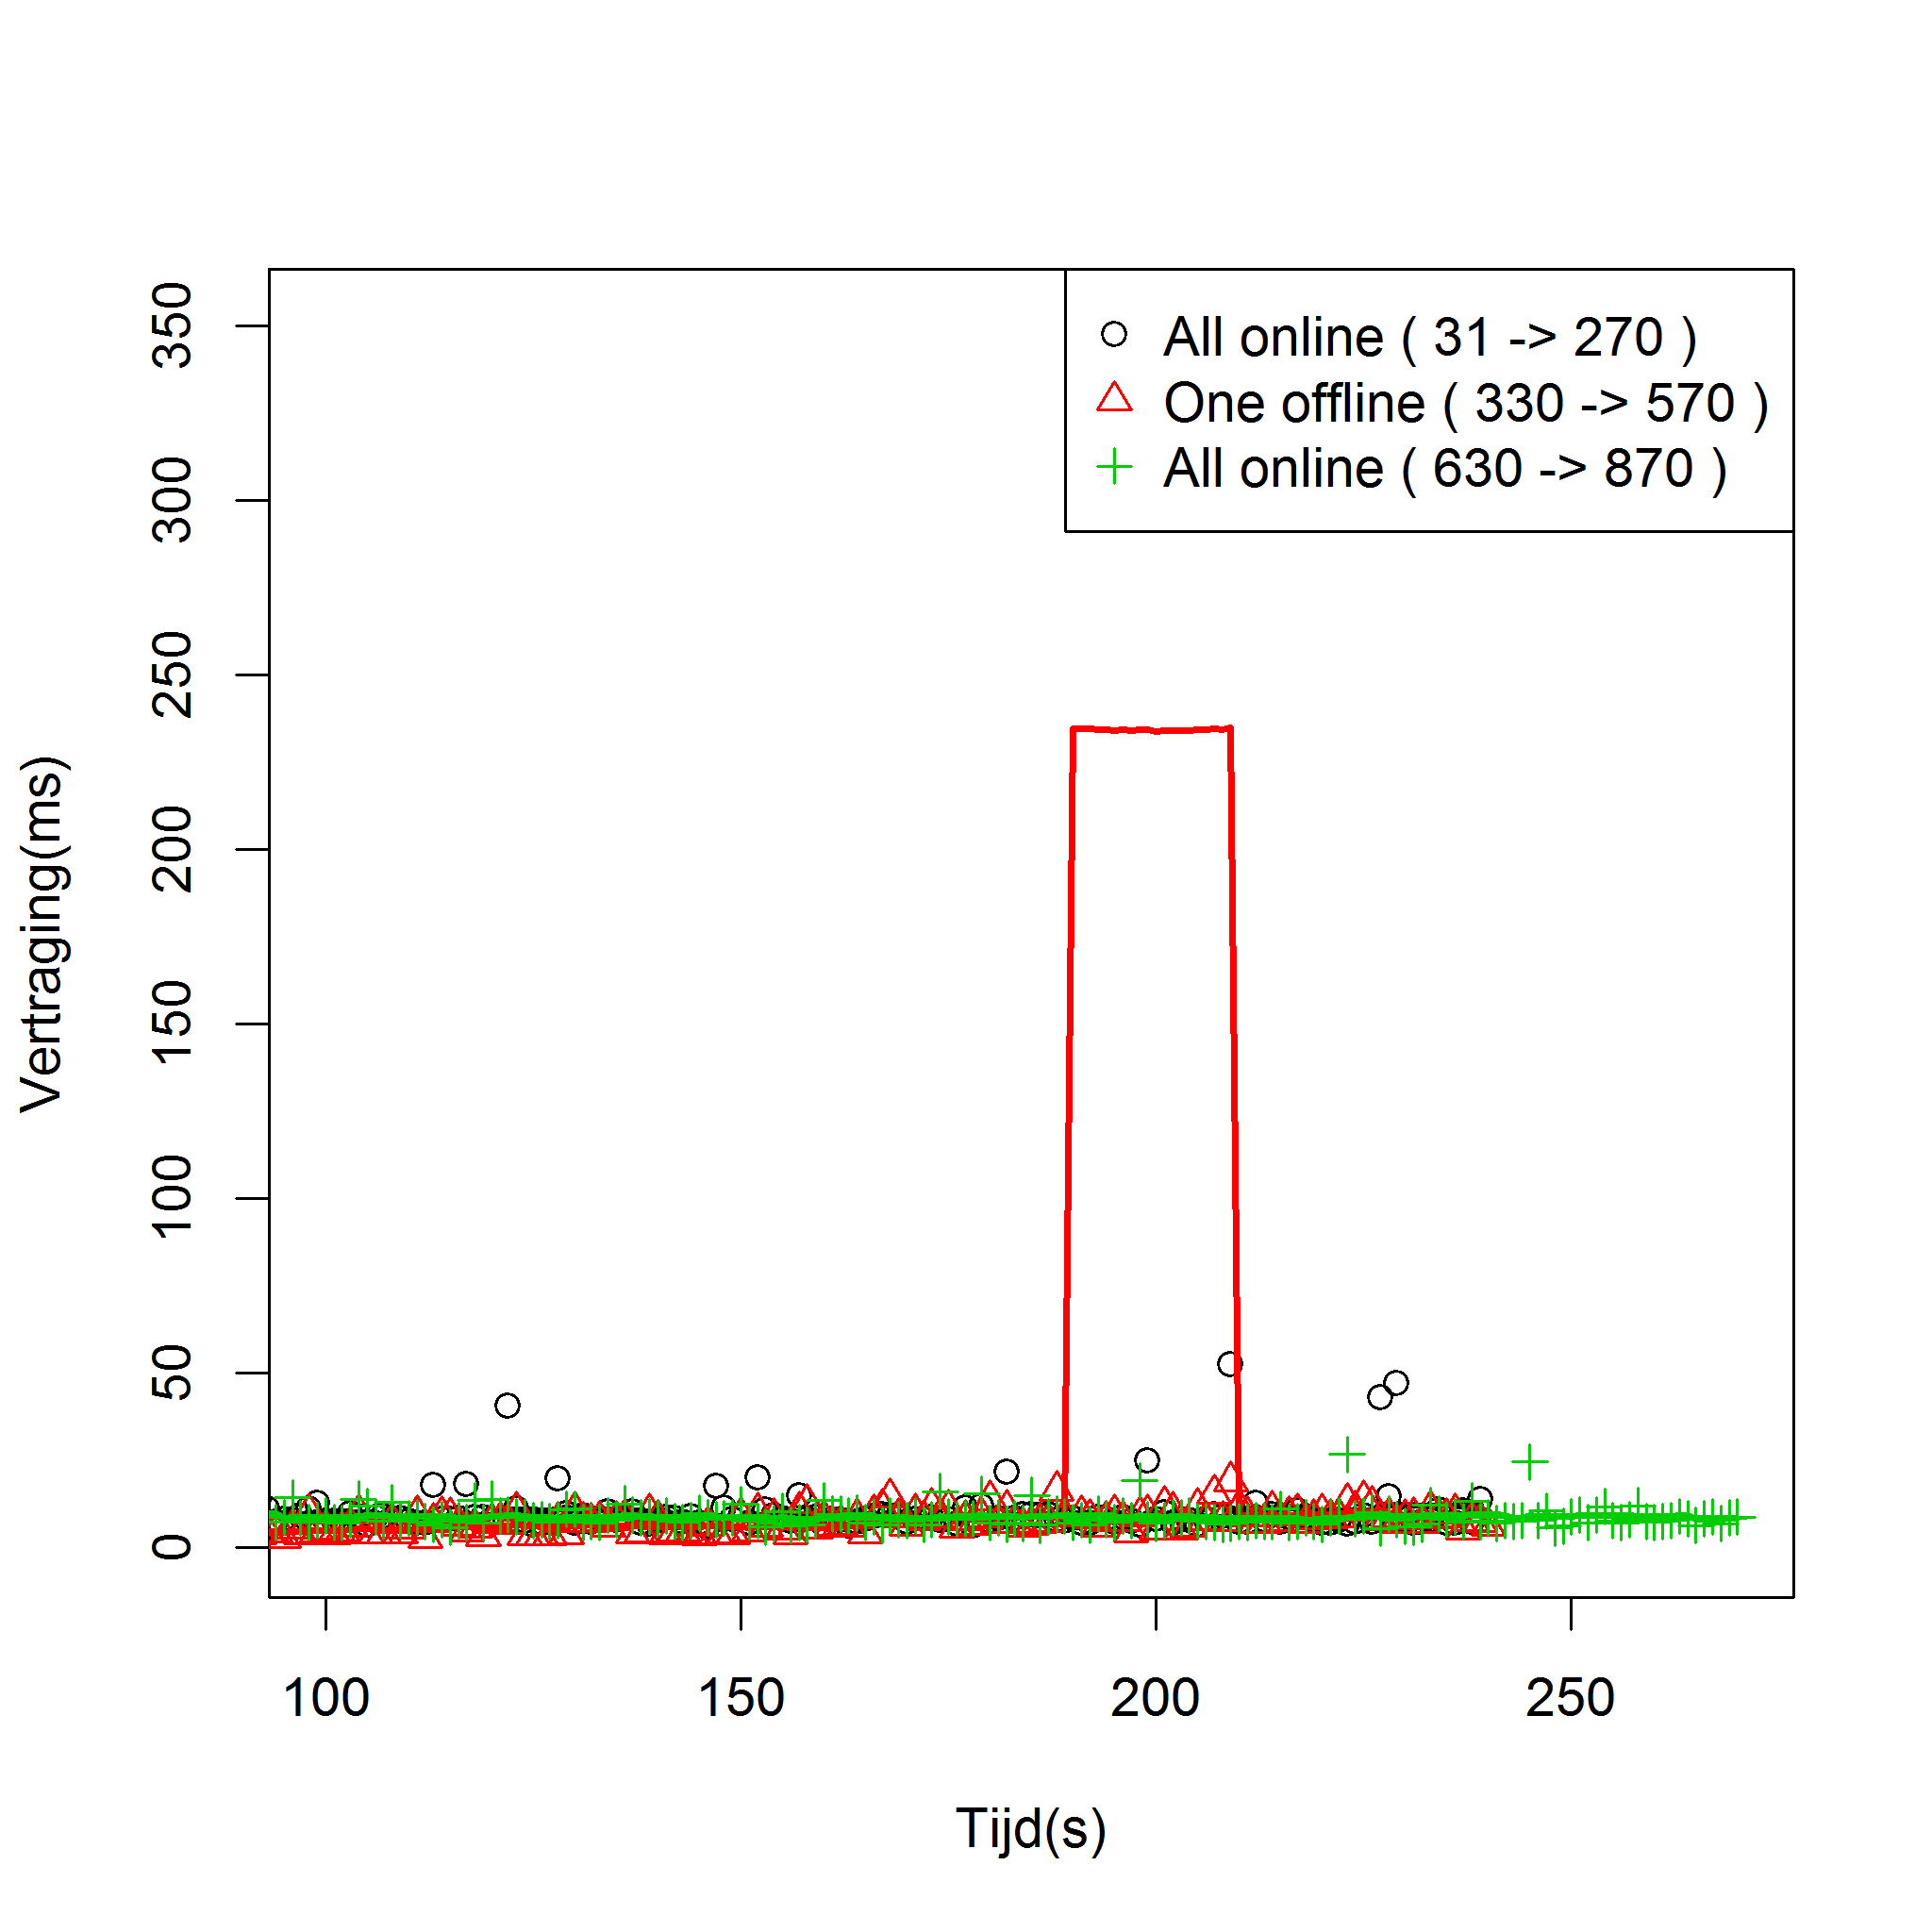 All online ( 31 -> 270 )
One offline ( 330 -> 570 )
All online ( 630 -> 870 )
Vertraging(ms)
350
300
250
200
150
100
50
0
100 150 200 250
Tijd(s)